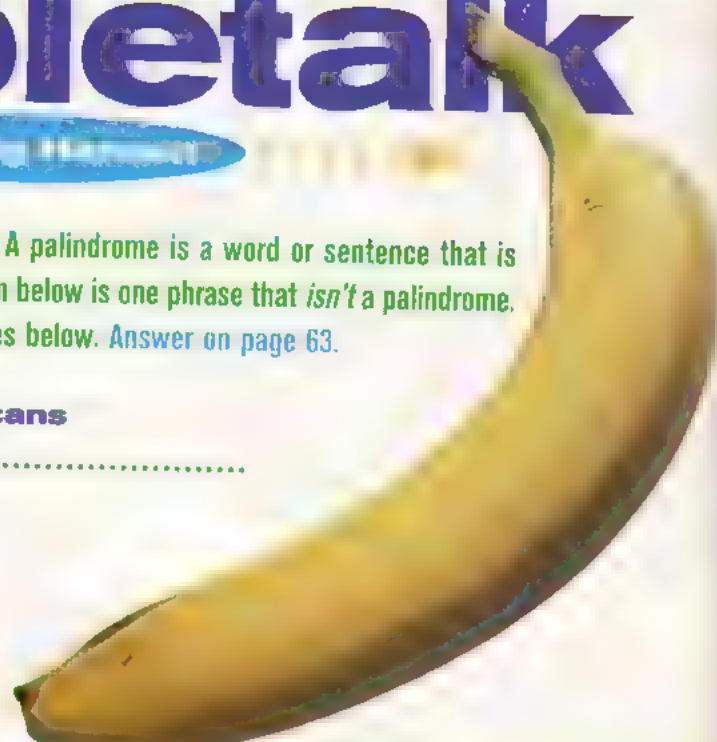 pletalk
A palindrome is a word or sentence that is
n below is one phrase that isn't a palindrome.
es below. Answer on page 63.
cans